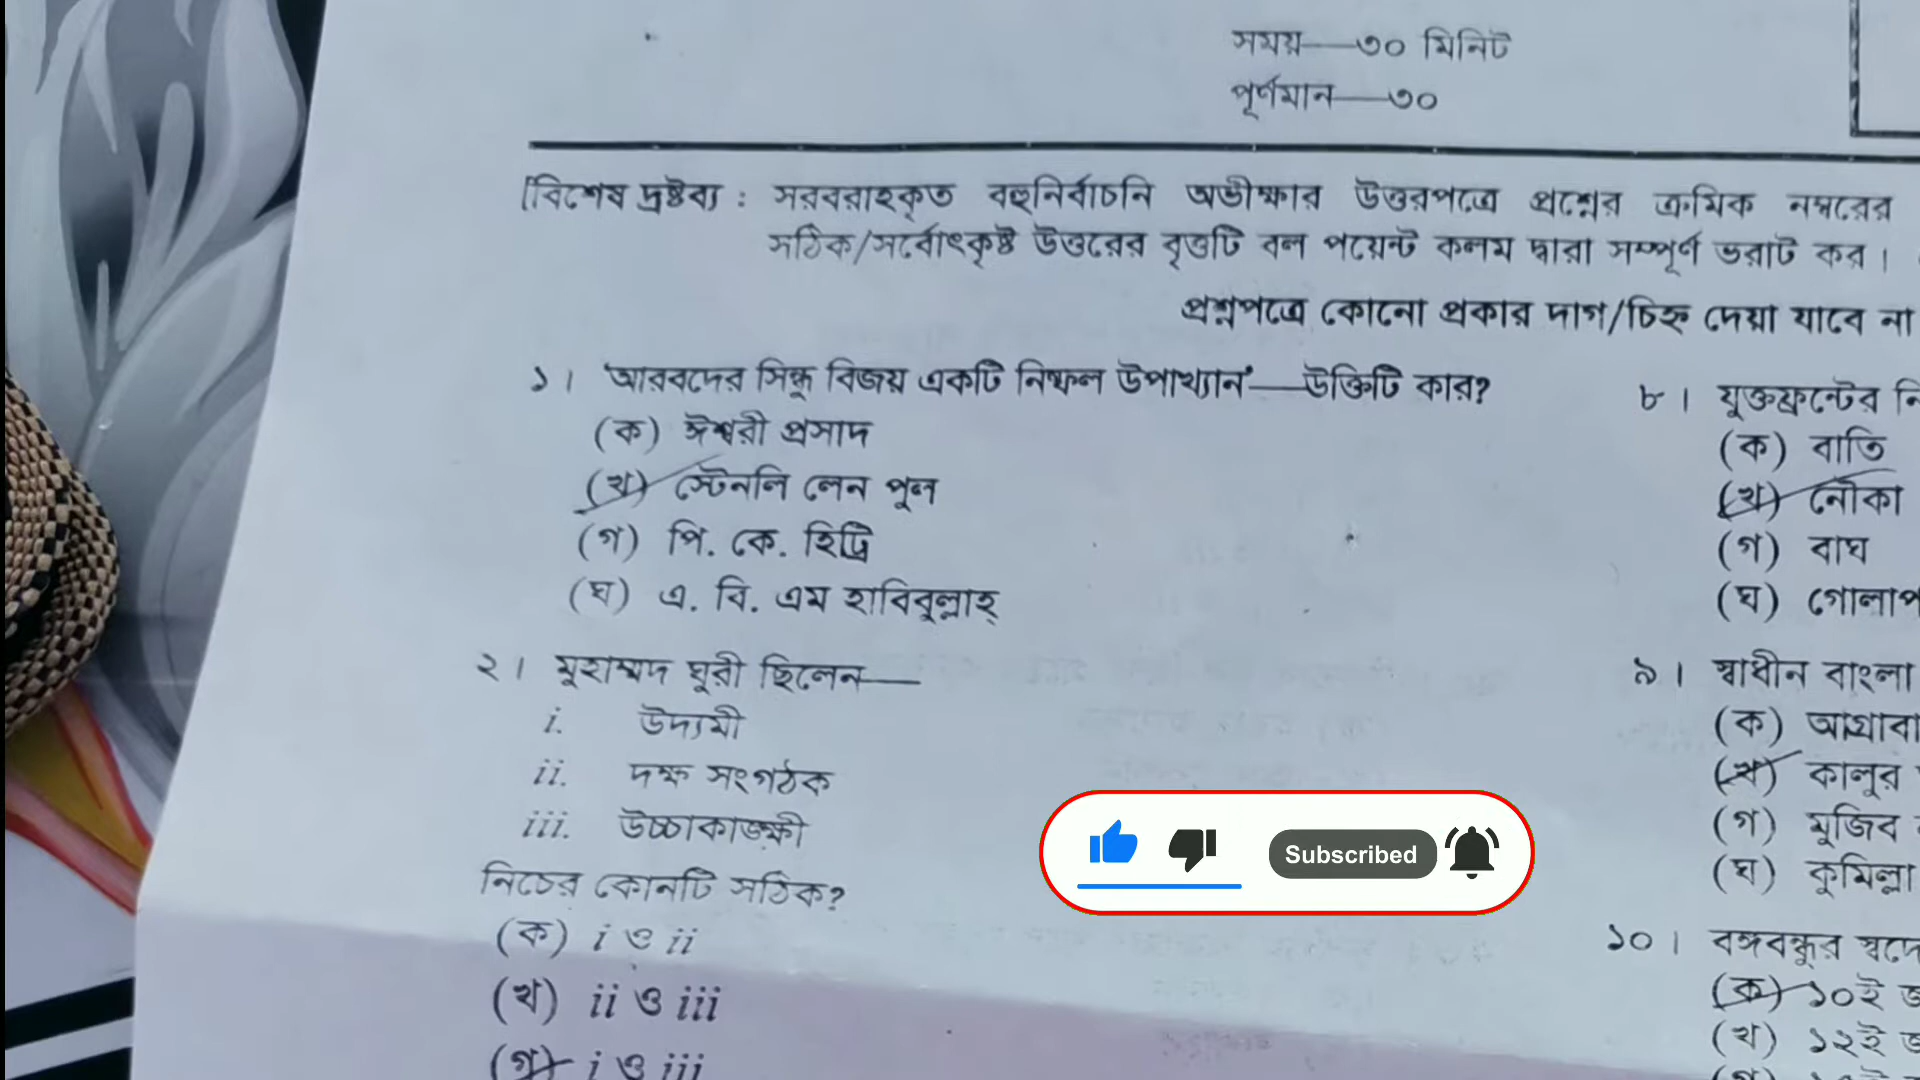 সময়—৩০ মিনিট
পূর্ণমান—৩০
[বিশেষ দ্রষ্টব্য : সরবরাহকৃত বহুনির্বাচনি অভীক্ষার উত্তরপত্রে প্রশ্নের ক্রমিক নম্বরের
সঠিক/সর্বোৎকৃষ্ট উত্তরের বৃত্তটি বল পয়েন্ট কলম দ্বারা সম্পূর্ণ ভরাট কর।
প্রশ্নপত্রে কোনো প্রকার দাগ/চিহ্ন দেয়া যাবে না
১। 'আরবদের সিন্ধু বিজয় একটি নিষ্ফল উপাখ্যান'—উক্তিটি কার?
(ক) ঈশ্বরী প্রসাদ
(খ) স্টেনলি লেন পুল
(গ) পি. কে. হিট্টি
(ঘ) এ. বি. এম হাবিবুল্লাহ্
২। মুহাম্মদ ঘুরী ছিলেন—
i. উদ্যমী
ii. দক্ষ সংগঠক
iii. উচ্চাকাঙ্ক্ষী
নিচের কোনটি সঠিক?
(ক) i ও ii
(খ) ii ও iii
(গ) i ও iii
৮। যুক্তফ্রন্টের
(ক) বাতি
(খ) নৌকা
(গ) বাঘ
(ঘ) গোলাপ
৯। স্বাধীন বাংলা
(ক) আগ্রাবা
(খ) কালুর
(গ) মুজিব
(ঘ) কুমিল্লা
১০। বঙ্গবন্ধুর স্বদে
(ক) ১০ই
(খ) ১২ই
Subscribed